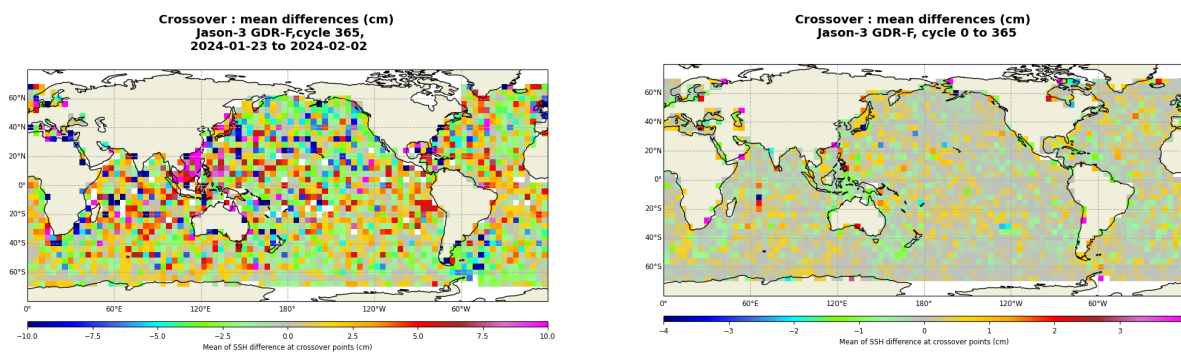 Crossover : mean differences (cm)
Jason-3 GDR-F,cycle 365,
2024-01-23 to 2024-02-02
60°N
40°N
20°N
0°
20°S
40°S
60°S
0°
60°E
120°E
180°
120°W
60°W
−10.0
−7.5
−5.0
−2.5
0.0
2.5
5.0
7.5
10.0
Mean of SSH difference at crossover points (cm)
Crossover : mean differences (cm)
Jason-3 GDR-F, cycle 0 to 365
60°N
40°N
20°N
0°
20°S
40°S
60°S
0°
60°E
120°E
180°
120°W
60°W
−4
−3
−2
−1
0
1
2
3
Mean of SSH difference at crossover points (cm)